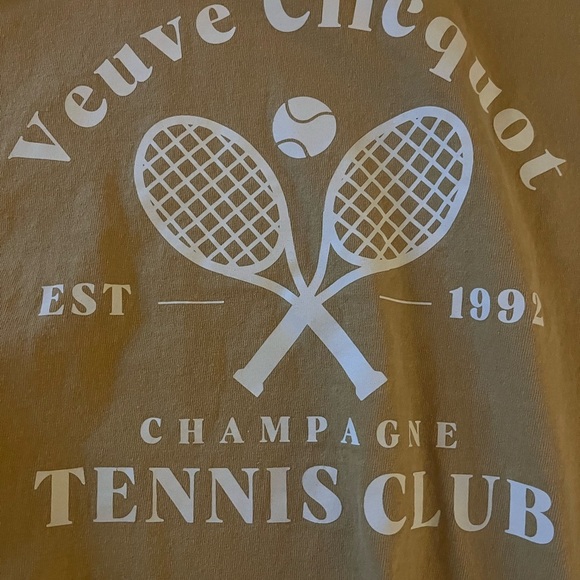 Veuve Clicquot
EST 1992
CHAMPAGNE
TENNIS CLUB